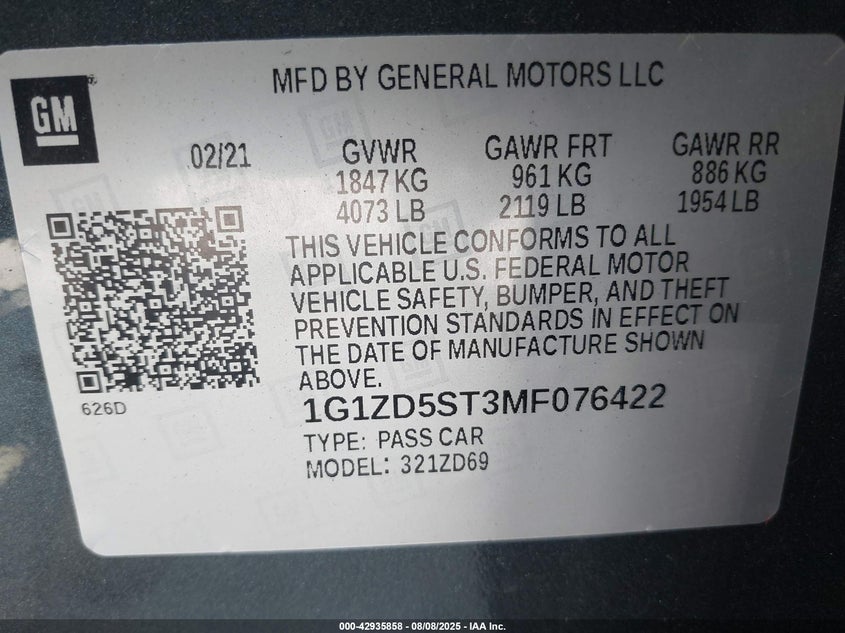 MFD BY GENERAL MOTORS LLC
GM
02/21
GVWR
1847 KG
4073 LB
GAWR FRT
961 KG
2119 LB
GAWR RR
886 KG
1954 LB
THIS VEHICLE CONFORMS TO ALL
APPLICABLE U.S. FEDERAL MOTOR
VEHICLE SAFETY, BUMPER, AND THEFT
PREVENTION STANDARDS IN EFFECT ON
THE DATE OF MANUFACTURE SHOWN
ABOVE.
626D
1G1ZD5ST3MF076422
TYPE: PASS CAR
MODEL: 321ZD69
000-42935858 - 08/08/2025 - IAA Inc.